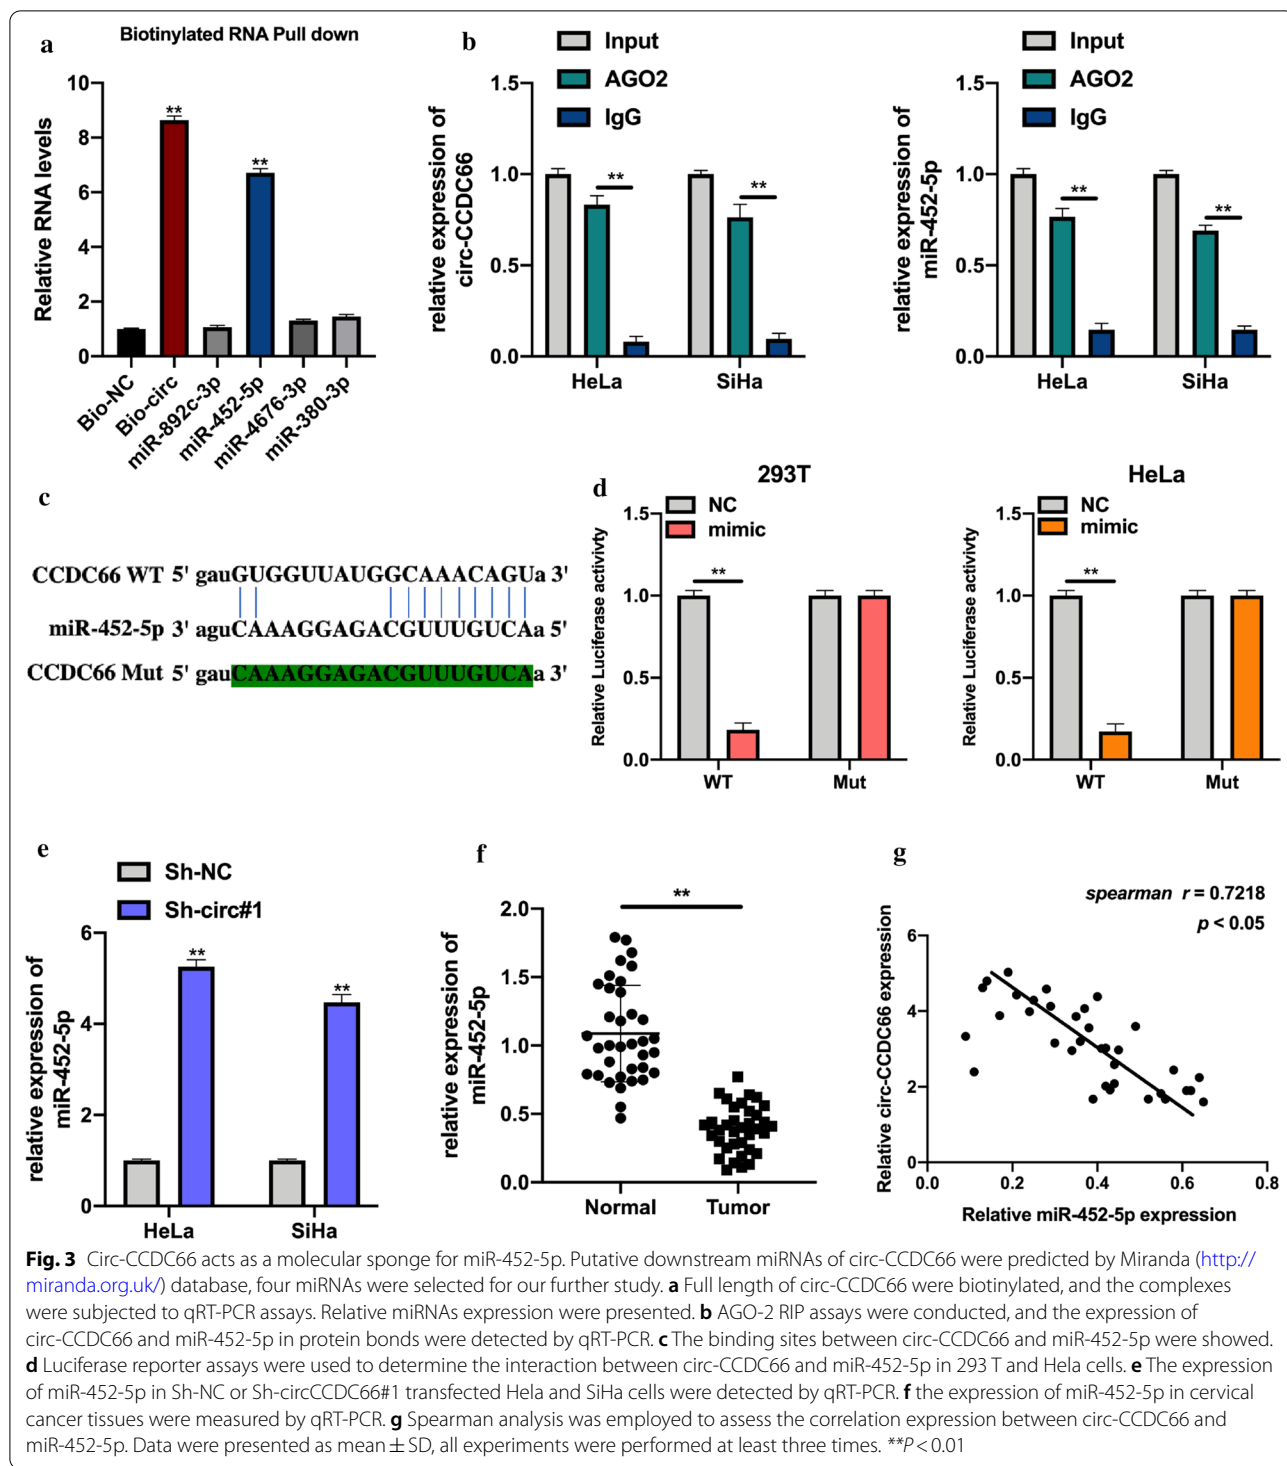 a
Biotinylated RNA Pull down
Relative RNA levels
10
8
6
4
2
0
**
**
Bio-NC
Bio-circ
miR-892c-3p
miR-452-5p
miR-4676-3p
miR-380-3p
b
Input
AGO2
IgG
relative expression of
circ-CCDC66
1.5
1.0
0.5
0.0
**
**
HeLa
SiHa
Input
AGO2
IgG
relative expression of
miR-452-5p
1.5
1.0
0.5
0.0
**
**
HeLa
SiHa
c
CCDC66 WT 5' gauGUGGUUAUGGCAAACAGUa 3'
miR-452-5p 3' aguCAAAGGAGACGUUUGUCAa 5'
CCDC66 Mut 5' gauCAAAGGAGACGUUUGUCAa 3'
d
293T
NC
mimic
Relative Luciferase activivty
1.5
1.0
0.5
0.0
**
WT
Mut
HeLa
NC
mimic
Relative Luciferase activivty
1.5
1.0
0.5
0.0
**
WT
Mut
e
Sh-NC
Sh-circ#1
relative expression of
miR-452-5p
6
4
2
0
**
**
HeLa
SiHa
f
relative expression of
miR-452-5p
2.0
1.5
1.0
0.5
0.0
**
Normal
Tumor
g
spearman r = 0.7218
p < 0.05
Relative circ-CCDC66 expression
6
4
2
0
0.0
0.2
0.4
0.6
0.8
Relative miR-452-5p expression
Fig. 3 Circ-CCDC66 acts as a molecular sponge for miR-452-5p. Putative downstream miRNAs of circ-CCDC66 were predicted by Miranda (http://
miranda.org.uk/) database, four miRNAs were selected for our further study. a Full length of circ-CCDC66 were biotinylated, and the complexes
were subjected to qRT-PCR assays. Relative miRNAs expression were presented. b AGO-2 RIP assays were conducted, and the expression of
circ-CCDC66 and miR-452-5p in protein bonds were detected by qRT-PCR. c The binding sites between circ-CCDC66 and miR-452-5p were showed.
d Luciferase reporter assays were used to determine the interaction between circ-CCDC66 and miR-452-5p in 293 T and Hela cells. e The expression
of miR-452-5p in Sh-NC or Sh-circCCDC66#1 transfected Hela and SiHa cells were detected by qRT-PCR. f the expression of miR-452-5p in cervical
cancer tissues were measured by qRT-PCR. g Spearman analysis was employed to assess the correlation expression between circ-CCDC66 and
miR-452-5p. Data were presented as mean ± SD, all experiments were performed at least three times. **P < 0.01